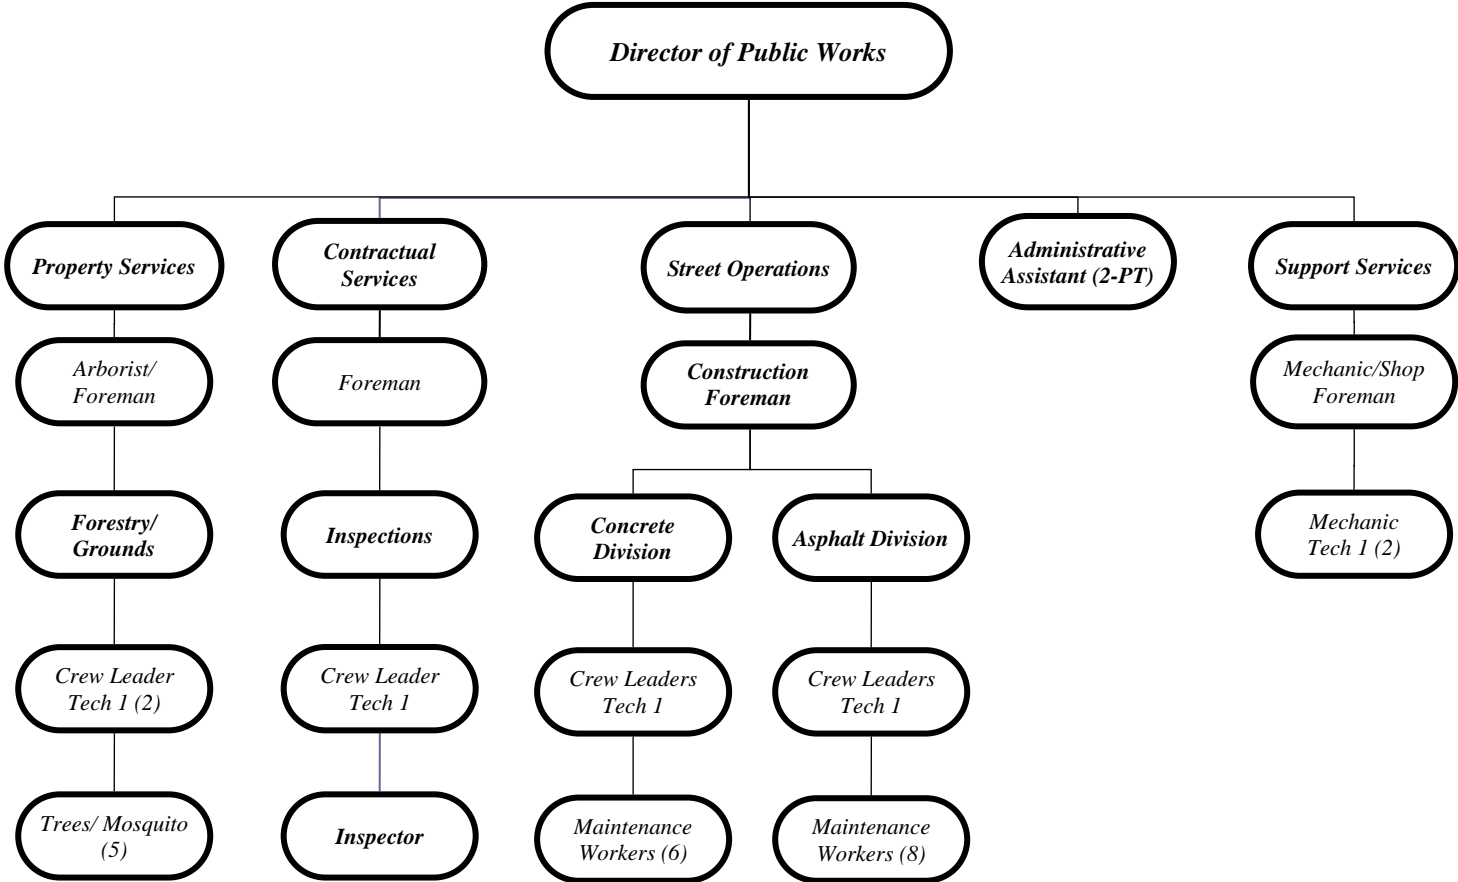 Director of Public Works
Property Services
Contractual
Services
Street Operations
Administrative
Assistant (2-PT)
Support Services
Arborist/
Foreman
Foreman
Construction
Foreman
Mechanic/Shop
Foreman
Forestry/
Grounds
Inspections
Concrete
Division
Asphalt Division
Mechanic
Tech 1 (2)
Crew Leader
Tech 1 (2)
Crew Leader
Tech 1
Crew Leaders
Tech 1
Crew Leaders
Tech 1
Trees/ Mosquito
(5)
Inspector
Maintenance
Workers (6)
Maintenance
Workers (8)